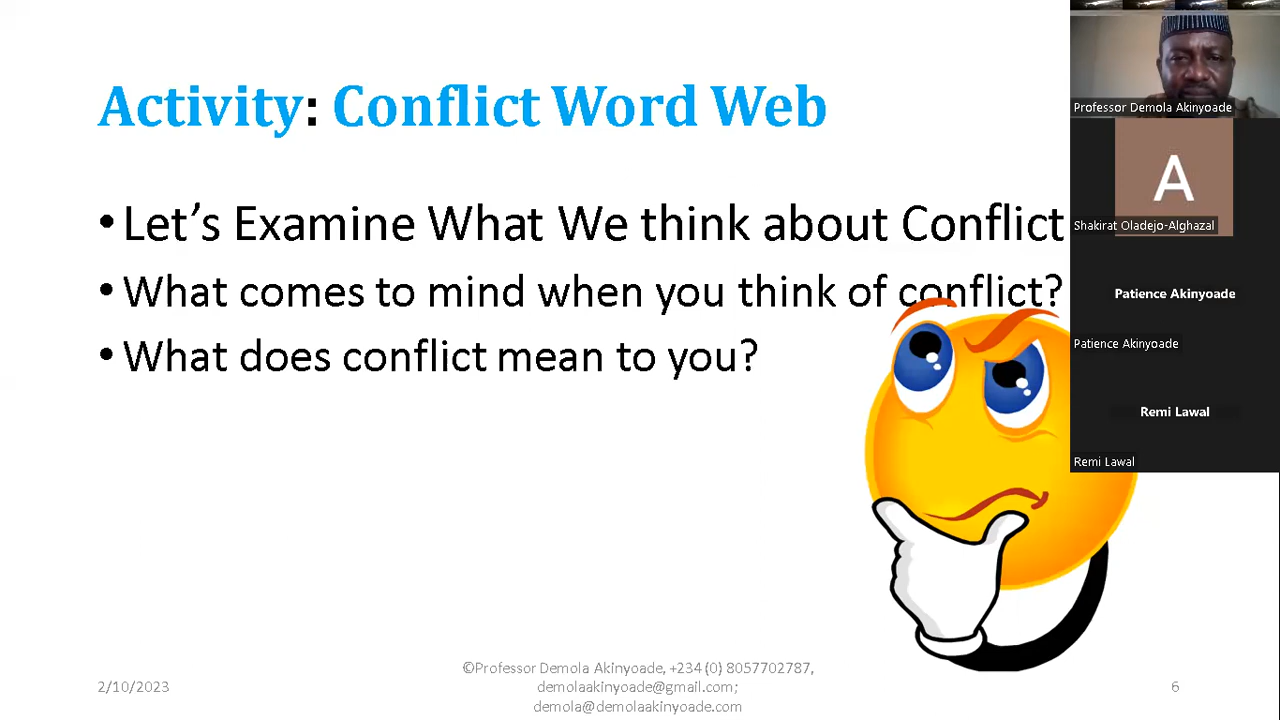 Activity: Conflict Word Web
•Let’s Examine What We think about Conflict
•What comes to mind when you think of conflict?
•What does conflict mean to you?
2/10/2023
©Professor Demola Akinyoade, +234 (0) 8057702787,
demolaakinyoade@gmail.com;
demola@demolaakinyoade.com
6
Professor Demola Akinyoade
A
Shakirat Oladejo-Alghazal
Patience Akinyoade
Patience Akinyoade
Remi Lawal
Remi Lawal